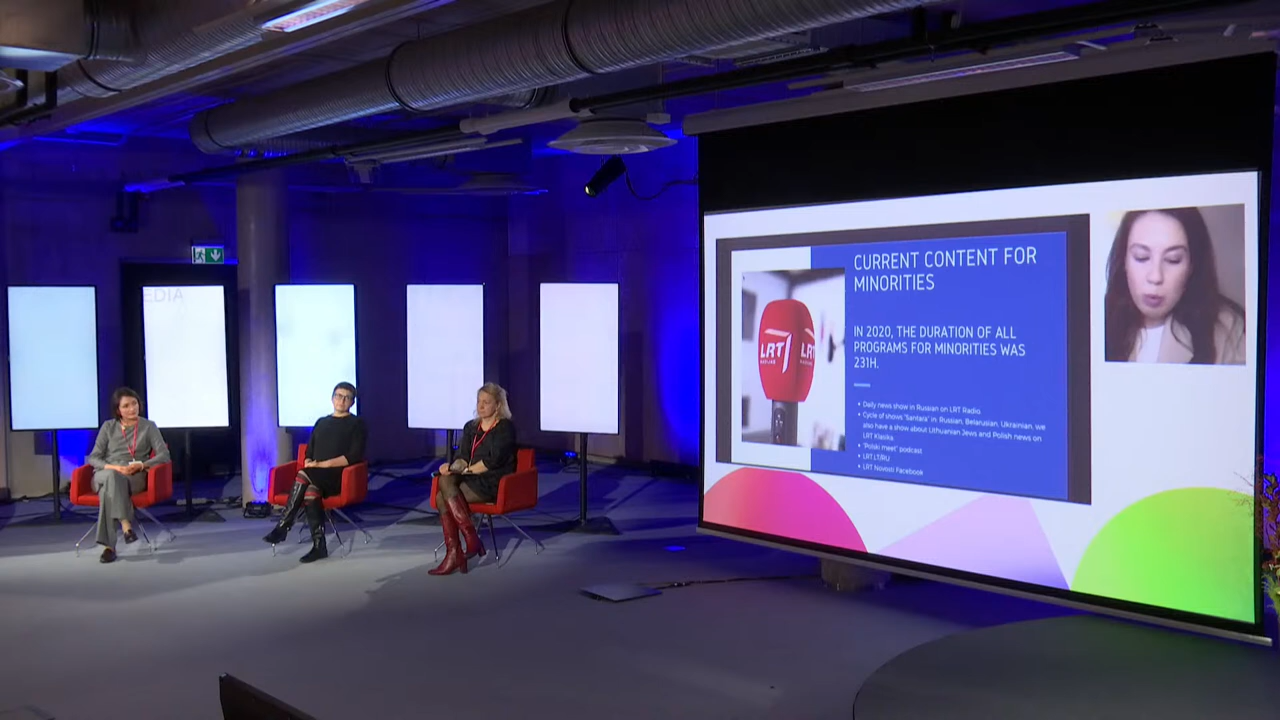 EDIA
CURRENT CONTENT FOR
MINORITIES
IN 2020, THE DURATION OF ALL
PROGRAMS FOR MINORITIES WAS
231H.
• Daily news show in Russian on LRT Radio
• Cycle of shows "Santara" in: Russian, Belarusian, Ukrainian, we
also have a show about Lithuanian Jews and Polish news on
LRT Klasika
• "Polski meet" podcast
• LRT LT/RU
• LRT Novosti Facebook
LRT
LRT